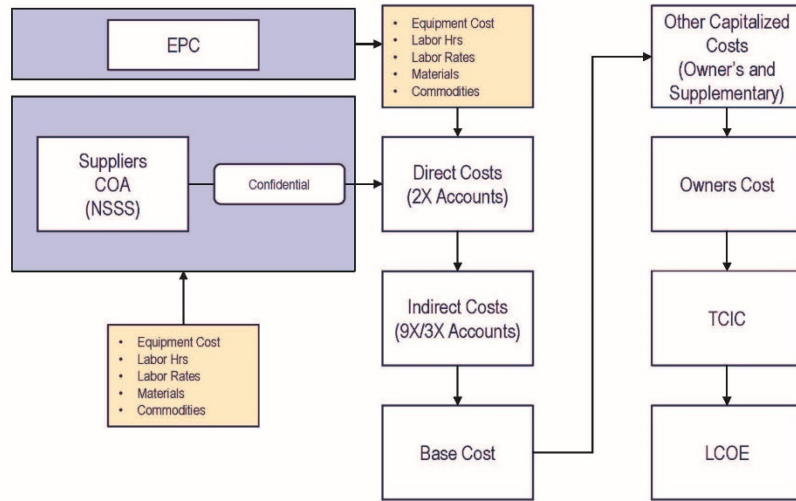 EPC
• Equipment Cost
• Labor Hrs
• Labor Rates
• Materials
• Commodities
Other Capitalized
Costs
(Owner's and
Supplementary)
Suppliers
COA
(NSSS)
Confidential
Direct Costs
(2X Accounts)
Owners Cost
Indirect Costs
(9X/3X Accounts)
TCIC
• Equipment Cost
• Labor Hrs
• Labor Rates
• Materials
• Commodities
Base Cost
LCOE